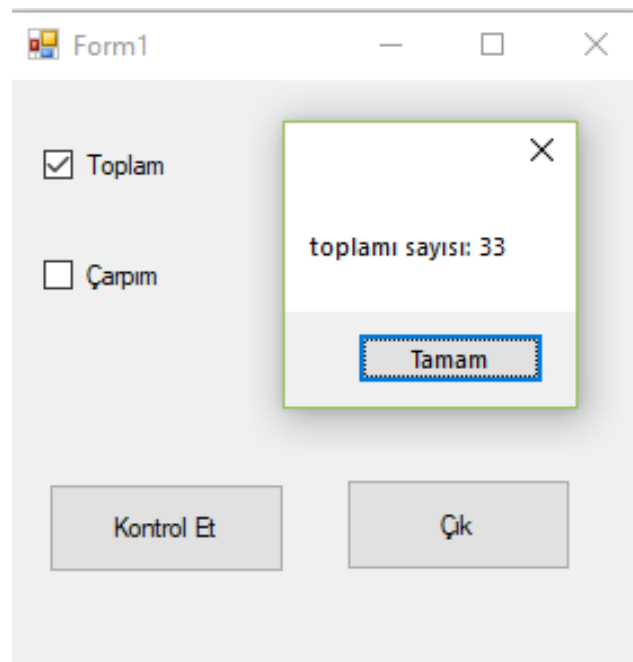 Form1
Toplam
toplamı sayısı: 33
Çarpım
Tamam
Kontrol Et
Çık